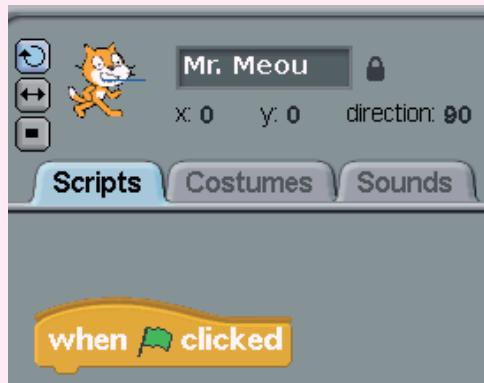 Mr. Meou
x: 0 y: 0 direction: 90
Scripts Costumes Sounds
when clicked